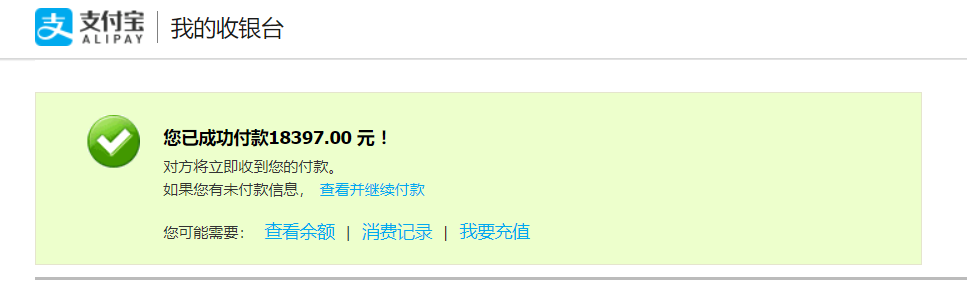 支付宝 我的收银台
ALIPAY
您已成功付款18397.00 元！
对方将立即收到您的付款。
如果您有未付款信息， 查看并继续付款
您可能需要： 查看余额 | 消费记录 | 我要充值